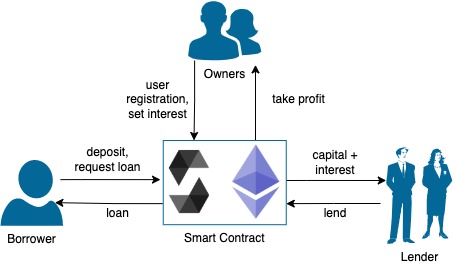 Owners
user
registration,
set interest
take profit
deposit,
request loan
capital +
interest
loan
lend
Borrower
Smart Contract
Lender